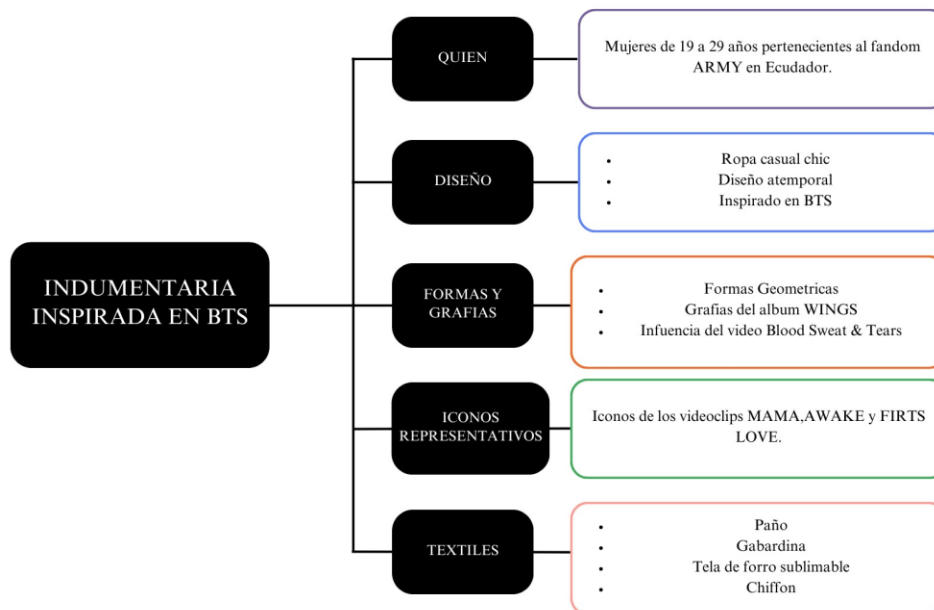 INDUMENTARIA
INSPIRADA EN BTS
QUIEN
Mujeres de 19 a 29 años pertenecientes al fandom
ARMY en Ecudador.
DISEÑO
• Ropa casual chic
• Diseño atemporal
• Inspirado en BTS
FORMAS Y
GRAFIAS
• Formas Geometricas
• Grafias del album WINGS
• Infuencia del video Blood Sweat & Tears
ICONOS
REPRESENTATIVOS
Iconos de los videoclips MAMA,AWAKE y FIRTS
LOVE.
TEXTILES
• Paño
• Gabardina
• Tela de forro sublimable
• Chiffon